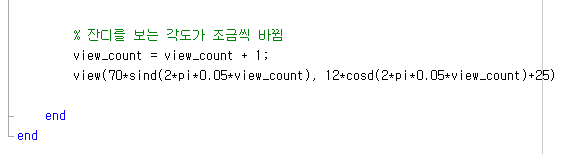 % 잔디을 보는 각도가 조금씩 바뀜
view_count = view_count + 1;
view(70*sind(2*pi*0.05*view_count), 12*cosd(2*pi*0.05*view_count)+25)
end
end